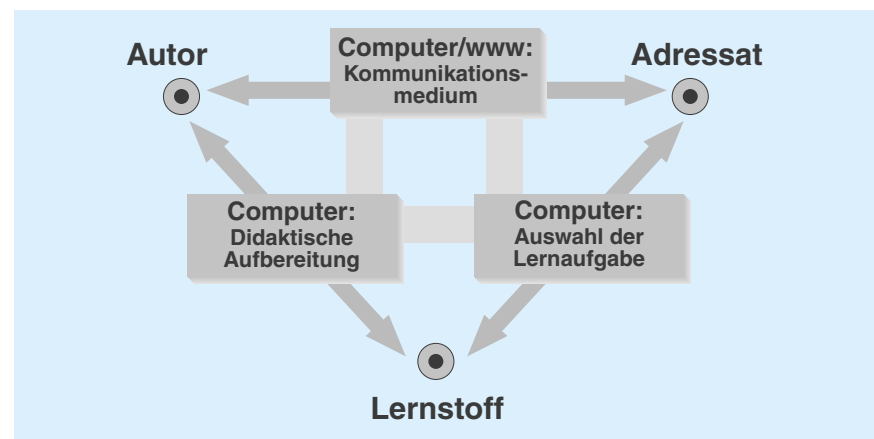 Autor
Computer/www:
Kommunikations-
medium
Adressat
Computer:
Didaktische
Aufbereitung
Computer:
Auswahl der
Lernaufgabe
Lernstoff